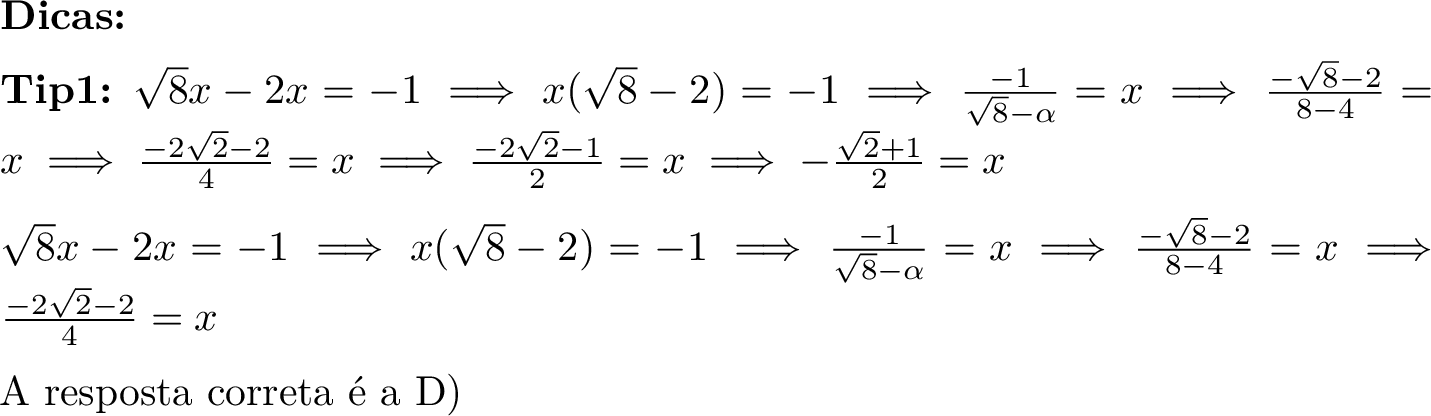 Dicas:
Tip1: √8x − 2x = −1 ⟹ x(√8 − 2) = −1 ⟹ −1/(√8−α) = x ⟹ (−√8−2)/(8−4) =
x ⟹ (−2√2−2)/4 = x ⟹ (−2√2−1)/2 = x ⟹ −(√2+1)/2 = x
√8x − 2x = −1 ⟹ x(√8 − 2) = −1 ⟹ −1/(√8−α) = x ⟹ (−√8−2)/(8−4) = x ⟹
(−2√2−2)/4 = x
A resposta correta é a D)